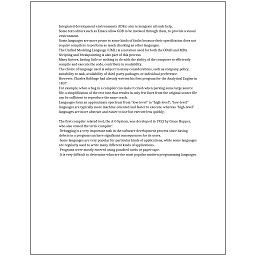 Integrated development environments (IDEs) aim to integrate all such help.
Some text editors such as Emacs allow GDB to be invoked through them, to provide a visual
environment.
Some languages are more prone to some kinds of faults because their specification does not
require compilers to perform as much checking as other languages.
The Unified Modeling Language (UML) is a notation used for both the OOAD and MDA.
Scripting and breakpointing is also part of this process.
Many factors, having little or nothing to do with the ability of the computer to efficiently
compile and execute the code, contribute to readability.
The choice of language used is subject to many considerations, such as company policy,
suitability to task, availability of third-party packages, or individual preference.
However, Charles Babbage had already written his first program for the Analytical Engine in
1837.
For example, when a bug in a compiler can make it crash when parsing some large source
file, a simplification of the test case that results in only few lines from the original source file
can be sufficient to reproduce the same crash.
Languages form an approximate spectrum from "low-level" to "high-level"; "low-level"
languages are typically more machine-oriented and faster to execute, whereas "high-level"
languages are more abstract and easier to use but execute less quickly.
The first compiler related tool, the A-0 System, was developed in 1952 by Grace Hopper,
who also coined the term 'compiler'.
Debugging is a very important task in the software development process since having
defects in a program can have significant consequences for its users.
Some languages are very popular for particular kinds of applications, while some languages
are regularly used to write many different kinds of applications.
Programs were mostly entered using punched cards or paper tape.
It is very difficult to determine what are the most popular modern programming languages.